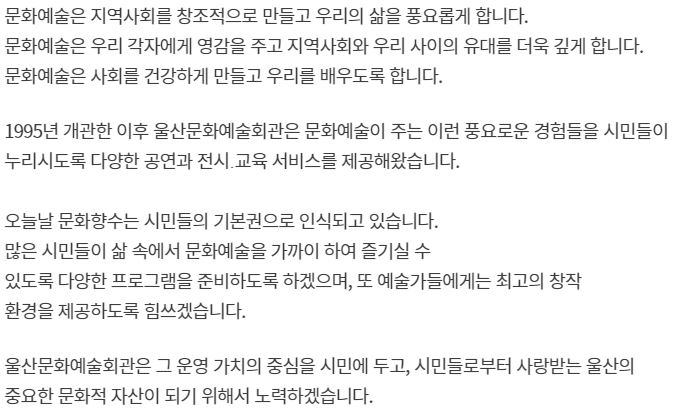 문화예술은 지역사회를 창조적으로 만들고 우리의 삶을 풍요롭게 합니다.
문화예술은 우리 각자에게 영감을 주고 지역사회와 우리 사이의 유대를 더욱 깊게 합니다.
문화예술은 사회를 건강하게 만들고 우리를 배우도록 합니다.
1995년 개관한 이후 울산문화예술회관은 문화예술이 주는 이런 풍요로운 경험들을 시민들이
누리시도록 다양한 공연과 전시.교육 서비스를 제공해왔습니다.
오늘날 문화향수는 시민들의 기본권으로 인식되고 있습니다.
많은 시민들이 삶 속에서 문화예술을 가까이 하여 즐기실 수
있도록 다양한 프로그램을 준비하도록 하겠으며, 또 예술가들에게는 최고의 창작
환경을 제공하도록 힘쓰겠습니다.
울산문화예술회관은 그 운영 가치의 중심을 시민에 두고, 시민들로부터 사랑받는 울산의
중요한 문화적 자산이 되기 위해서 노력하겠습니다.